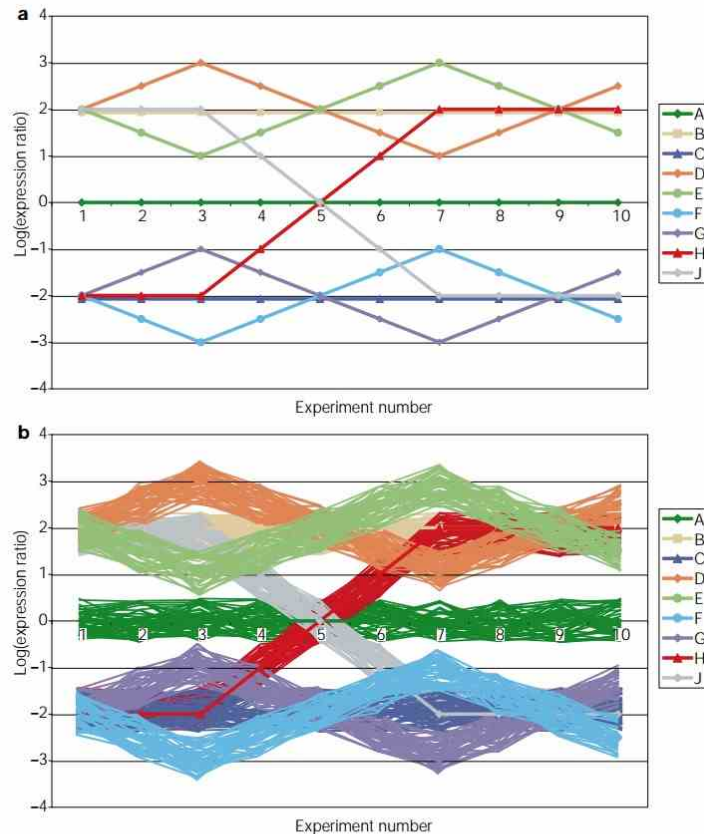 a
4
3
2
1
0
−1
−2
−3
−4
1 2 3 4 5 6 7 8 9 10
Log(expression ratio)
Experiment number
A
B
C
D
E
F
G
H
J
b
4
3
2
1
0
−1
−2
−3
−4
1 2 3 4 5 6 7 8 9 10
Log(expression ratio)
Experiment number
A
B
C
D
E
F
G
H
J